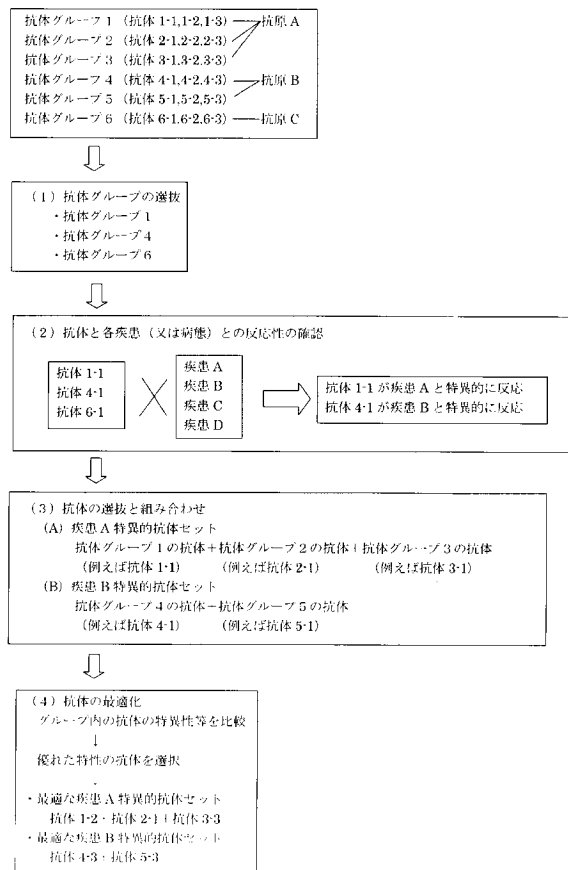 抗体グループ1 (抗体1-1,1-2,1-3) 抗原A
抗体グループ2 (抗体2-1,2-2,2-3)
抗体グループ3 (抗体3-1,3-2,3-3)
抗体グループ4 (抗体4-1,4-2,4-3) 抗原B
抗体グループ5 (抗体5-1,5-2,5-3)
抗体グループ6 (抗体6-1,6-2,6-3) 抗原C
(1) 抗体グループの選抜
・抗体グループ1
・抗体グループ4
・抗体グループ6
(2) 抗体と各疾患（又は病態）との反応性の確認
抗体1-1
抗体4-1
抗体6-1
疾患A
疾患B
疾患C
疾患D
抗体1-1が疾患Aと特異的に反応
抗体4-1が疾患Bと特異的に反応
(3) 抗体の選抜と組み合わせ
(A) 疾患A特異的抗体セット
抗体グループ1の抗体+抗体グループ2の抗体+抗体グループ3の抗体
(例えば抗体1-1) (例えば抗体2-1) (例えば抗体3-1)
(B) 疾患B特異的抗体セット
抗体グループ4の抗体+抗体グループ5の抗体
(例えば抗体4-1) (例えば抗体5-1)
(4) 抗体の最適化
グループ内の抗体の特異性等を比較
↓
優れた特性の抗体を選択
・最適な疾患A特異的抗体セット
抗体1-2+抗体2-1+抗体3-3
・最適な疾患B特異的抗体セット
抗体4-3+抗体5-3